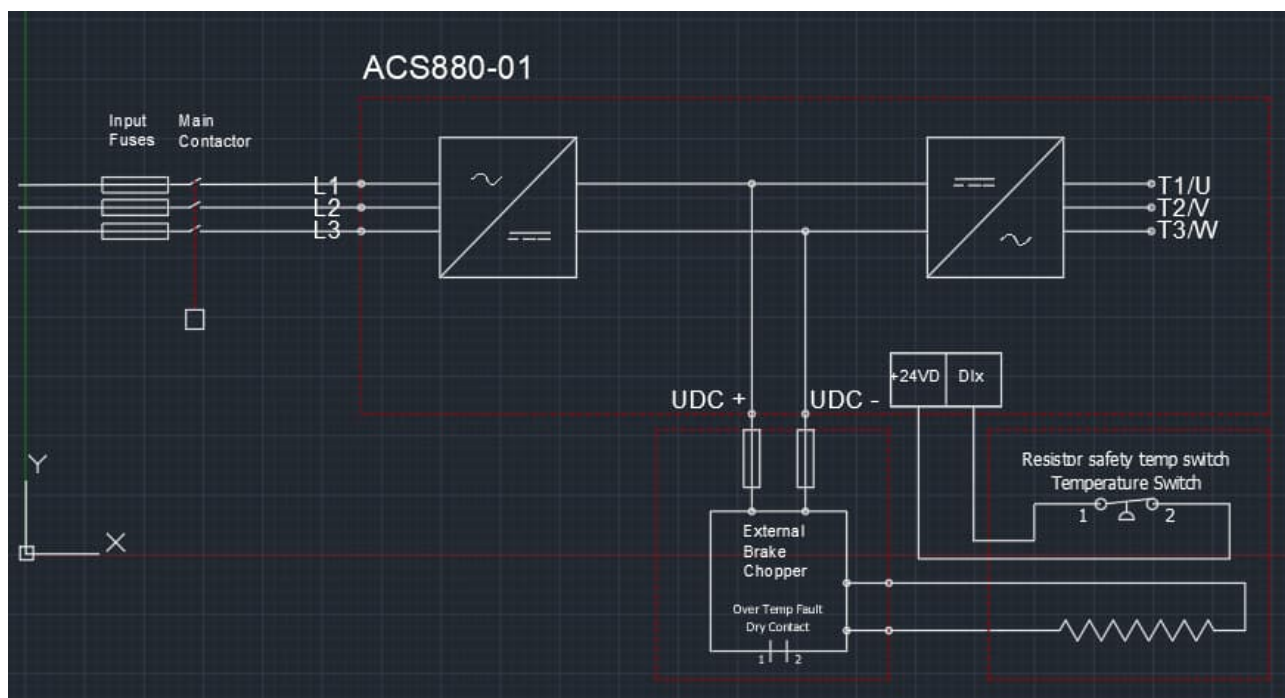 ACS880-01
Input
Fuses
Main
Contactor
L1
L2
L3
T1/U
T2/V
T3/W
UDC +
UDC -
+24VD
DIx
Resistor safety temp switch
Temperature Switch
1
2
External
Brake
Chopper
Over Temp Fault
Dry Contact
1
2
Y
X